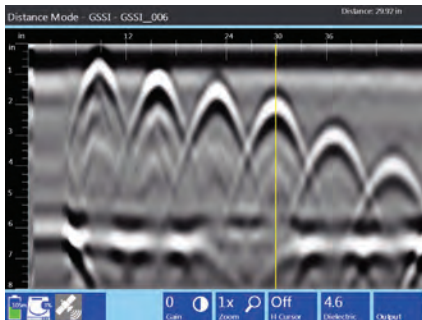 Distance Mode - GSSI - GSSI__006
Distance: 29.92 in
in 12 24 30 36 in
1
2
3
4
5
6
7
8
0 1x Off 4.6
Gain Zoom H Cursor Dielectric Output